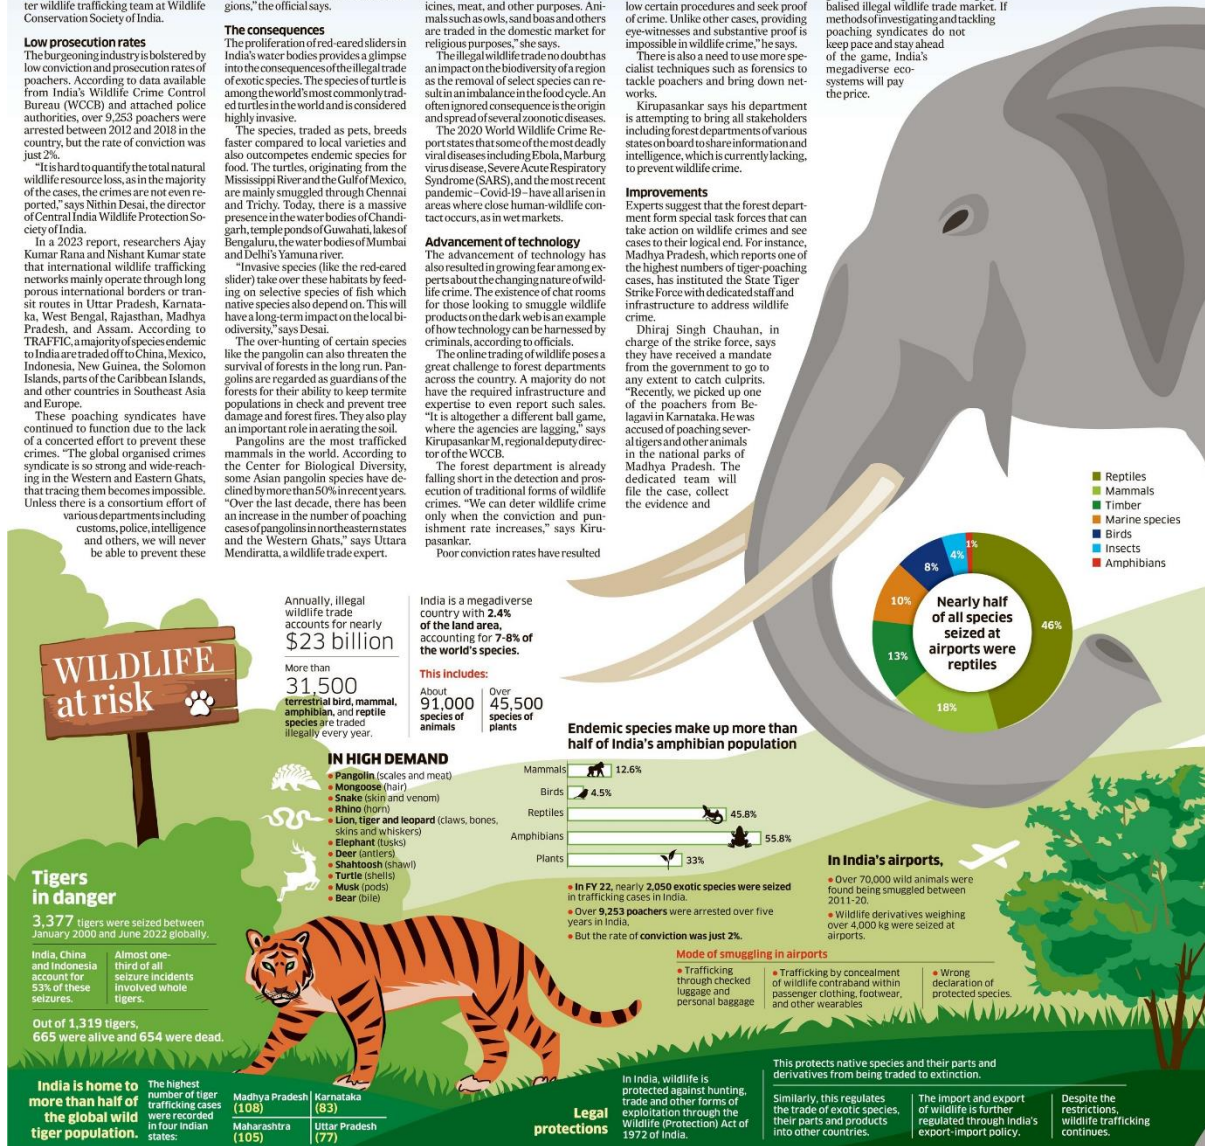 ter wildlife trafficking team at Wildlife
Conservation Society of India.
Low prosecution rates
The burgeoning industry is bolstered by
low conviction and prosecution rates of
poachers. According to data available
from India's Wildlife Crime Control
Bureau (WCCB) and attached police
authorities, over 9,253 poachers were
arrested between 2012 and 2018 in the
country, but the rate of conviction was
just 2%.
"It is hard to quantify the total natural
wildlife resource loss, as in the majority
of the cases, the crimes are not even re-
ported," says Nithin Desai, the director
of Central India Wildlife Protection So-
ciety of India.
In a 2023 report, researchers Ajay
Kumar Rana and Nishant Kumar state
that international wildlife trafficking
networks mainly operate through long
porous international borders or tran-
sit routes in Uttar Pradesh, Karnata-
ka, West Bengal, Rajasthan, Madhya
Pradesh, and Assam. According to
TRAFFIC, a majority of species endemic
to India are traded off to China, Mexico,
Indonesia, New Guinea, the Solomon
Islands, parts of the Caribbean Islands,
and other countries in Southeast Asia
and Europe.
These poaching syndicates have
continued to function due to the lack
of a concerted effort to prevent these
crimes. "The global organised crimes
syndicate is so strong and wide-reach-
ing in the Western and Eastern Ghats,
that tracing them becomes impossible.
Unless there is a consortium effort of
various departments including
customs, police, intelligence
and others, we will never
be able to prevent these
gions," the official says.
The consequences
The proliferation of red-eared sliders in
India's water bodies provides a glimpse
into the consequences of the illegal trade
of exotic species. The species of turtle is
among the world's most commonly trad-
ed turtles in the world and is considered
highly invasive.
The species, traded as pets, breeds
faster compared to local varieties and
also outcompetes endemic species for
food. The turtles, originating from the
Mississippi River and the Gulf of Mexico,
are mainly smuggled through Chennai
and Trichy. Today, there is a massive
presence in the water bodies of Chandi-
garh, temple ponds of Guwahati, lakes of
Bengaluru, the water bodies of Mumbai
and Delhi's Yamuna river.
"Invasive species (like the red-eared
slider) take over these habitats by feed-
ing on selective species of fish which
native species also depend on. This will
have a long-term impact on the local bi-
odiversity," says Desai.
The over-hunting of certain species
like the pangolin can also threaten the
survival of forests in the long run. Pan-
golins are regarded as guardians of the
forests for their ability to keep termite
populations in check and prevent tree
damage and forest fires. They also play
an important role in aerating the soil.
Pangolins are the most trafficked
mammals in the world. According to
the Center for Biological Diversity,
some Asian pangolin species have de-
clined by more than 50% in recent years.
"Over the last decade, there has been
an increase in the number of poaching
cases of pangolins in northeastern states
and the Western Ghats," says Uttara
Mendiratta, a wildlife trade expert.
icines, meat, and other purposes. Ani-
mals such as owls, sand boas and others
are traded in the domestic market for
religious purposes," she says.
The illegal wildlife trade no doubt has
an impact on the biodiversity of a region
as the removal of select species can re-
sult in an imbalance in the food cycle. An
often ignored consequence is the origin
and spread of several zoonotic diseases.
The 2020 World Wildlife Crime Re-
port states that some of the most deadly
viral diseases including Ebola, Marburg
virus disease, Severe Acute Respiratory
Syndrome (SARS), and the most recent
pandemic – Covid-19 – have all arisen in
areas where close human-wildlife con-
tact occurs, as in wet markets.
Advancement of technology
The advancement of technology has
also resulted in growing fear among ex-
perts about the changing nature of wild-
life crime. The existence of chat rooms
for those looking to smuggle wildlife
products on the dark web is an example
of how technology can be harnessed by
criminals, according to officials.
The online trading of wildlife poses a
great challenge to forest departments
across the country. A majority do not
have the required infrastructure and
expertise to even report such sales.
"It is altogether a different ball game,
where the agencies are lagging," says
Kirupasankar M, regional deputy direc-
tor of the WCCB.
The forest department is already
falling short in the detection and pros-
ecution of traditional forms of wildlife
crimes. "We can deter wildlife crime
only when the conviction and pun-
ishment rate increases," says Kiru-
pasankar.
Poor conviction rates have resulted
low certain procedures and seek proof
of crime. Unlike other cases, providing
eye-witnesses and substantive proof is
impossible in wildlife crime," he says.
There is also a need to use more spe-
cialist techniques such as forensics to
tackle poachers and bring down net-
works.
Kirupasankar says his department
is attempting to bring all stakeholders
including forest departments of various
states on board to share information and
intelligence, which is currently lacking,
to prevent wildlife crime.
Improvements
Experts suggest that the forest depart-
ment form special task forces that can
take action on wildlife crimes and see
cases to their logical end. For instance,
Madhya Pradesh, which reports one of
the highest numbers of tiger-poaching
cases, has instituted the State Tiger
Strike Force with dedicated staff and
infrastructure to address wildlife
crime.
Dhiraj Singh Chauhan, in
charge of the strike force, says
they have received a mandate
from the government to go to
any extent to catch culprits.
"Recently, we picked up one
of the poachers from Be-
lagavi in Karnataka. He was
accused of poaching sever-
al tigers and other animals
in the national parks of
Madhya Pradesh. The
dedicated team will
file the case, collect
the evidence and
balised illegal wildlife trade market. If
methods of investigating and tackling
poaching syndicates do not
keep pace and stay ahead
of the game, India's
megadiverse eco-
systems will pay
the price.
Reptiles
Mammals
Timber
Marine species
Birds
Insects
Amphibians
1%
4%
8%
10%
13%
18%
46%
Nearly half
of all species
seized at
airports were
reptiles
WILDLIFE
at risk
Annually, illegal
wildlife trade
accounts for nearly
$23 billion
More than
31,500
terrestrial bird, mammal,
amphibian, and reptile
species are traded
illegally every year.
India is a megadiverse
country with 2.4%
of the land area,
accounting for 7-8% of
the world's species.
This includes:
About
91,000
species of
animals
Over
45,500
species of
plants
IN HIGH DEMAND
• Pangolin (scales and meat)
• Mongoose (hair)
• Snake (skin and venom)
• Rhino (horn)
• Lion, tiger and leopard (claws, bones,
skins and whiskers)
• Elephant (tusks)
• Deer (antlers)
• Shahtoosh (shawl)
• Turtle (shells)
• Musk (pods)
• Bear (bile)
Endemic species make up more than
half of India's amphibian population
Mammals 12.6%
Birds 4.5%
Reptiles 45.8%
Amphibians 55.8%
Plants 33%
• In FY 22, nearly 2,050 exotic species were seized
in trafficking cases in India.
• Over 9,253 poachers were arrested over five
years in India.
• But the rate of conviction was just 2%.
In India's airports,
• Over 70,000 wild animals were
found being smuggled between
2011-20.
• Wildlife derivatives weighing
over 4,000 kg were seized at
airports.
Mode of smuggling in airports
• Trafficking
through checked
luggage and
personal baggage
• Trafficking by concealment
of wildlife contraband within
passenger clothing, footwear,
and other wearables
• Wrong
declaration of
protected species.
Tigers
in danger
3,377 tigers were seized between
January 2000 and June 2022 globally.
India, China
and Indonesia
account for
53% of these
seizures.
Almost one-
third of all
seizure incidents
involved whole
tigers.
Out of 1,319 tigers,
665 were alive and 654 were dead.
India is home to
more than half of
the global wild
tiger population.
The highest
number of tiger
trafficking cases
were recorded
in four Indian
states:
Madhya Pradesh
(108)
Karnataka
(83)
Maharashtra
(105)
Uttar Pradesh
(77)
Legal
protections
In India, wildlife is
protected against hunting,
trade and other forms of
exploitation through the
Wildlife (Protection) Act of
1972 of India.
This protects native species and their parts and
derivatives from being traded to extinction.
Similarly, this regulates
the trade of exotic species,
their parts and products
into other countries.
The import and export
of wildlife is further
regulated through India's
export-import policy.
Despite the
restrictions,
wildlife trafficking
continues.